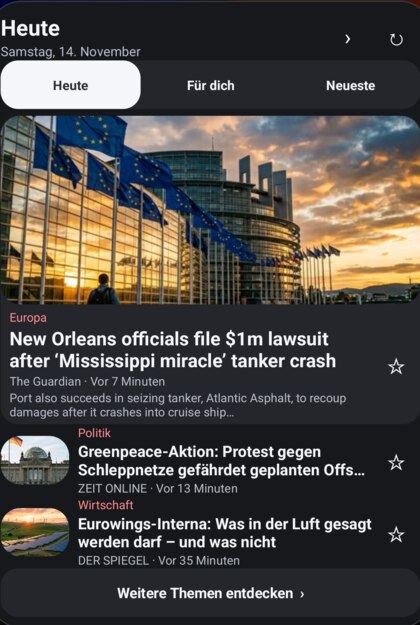 Heute
Samstag, 14. November
Heute
Für dich
Neueste
Europa
New Orleans officials file $1m lawsuit
after ‘Mississippi miracle’ tanker crash
The Guardian · Vor 7 Minuten
Port also succeeds in seizing tanker, Atlantic Asphalt, to recoup
damages after it crashes into cruise ship...
Politik
Greenpeace-Aktion: Protest gegen
Schleppnetze gefährdet geplanten Offs...
ZEIT ONLINE · Vor 13 Minuten
Wirtschaft
Eurowings-Interna: Was in der Luft gesagt
werden darf – und was nicht
DER SPIEGEL · Vor 35 Minuten
Weitere Themen entdecken ›